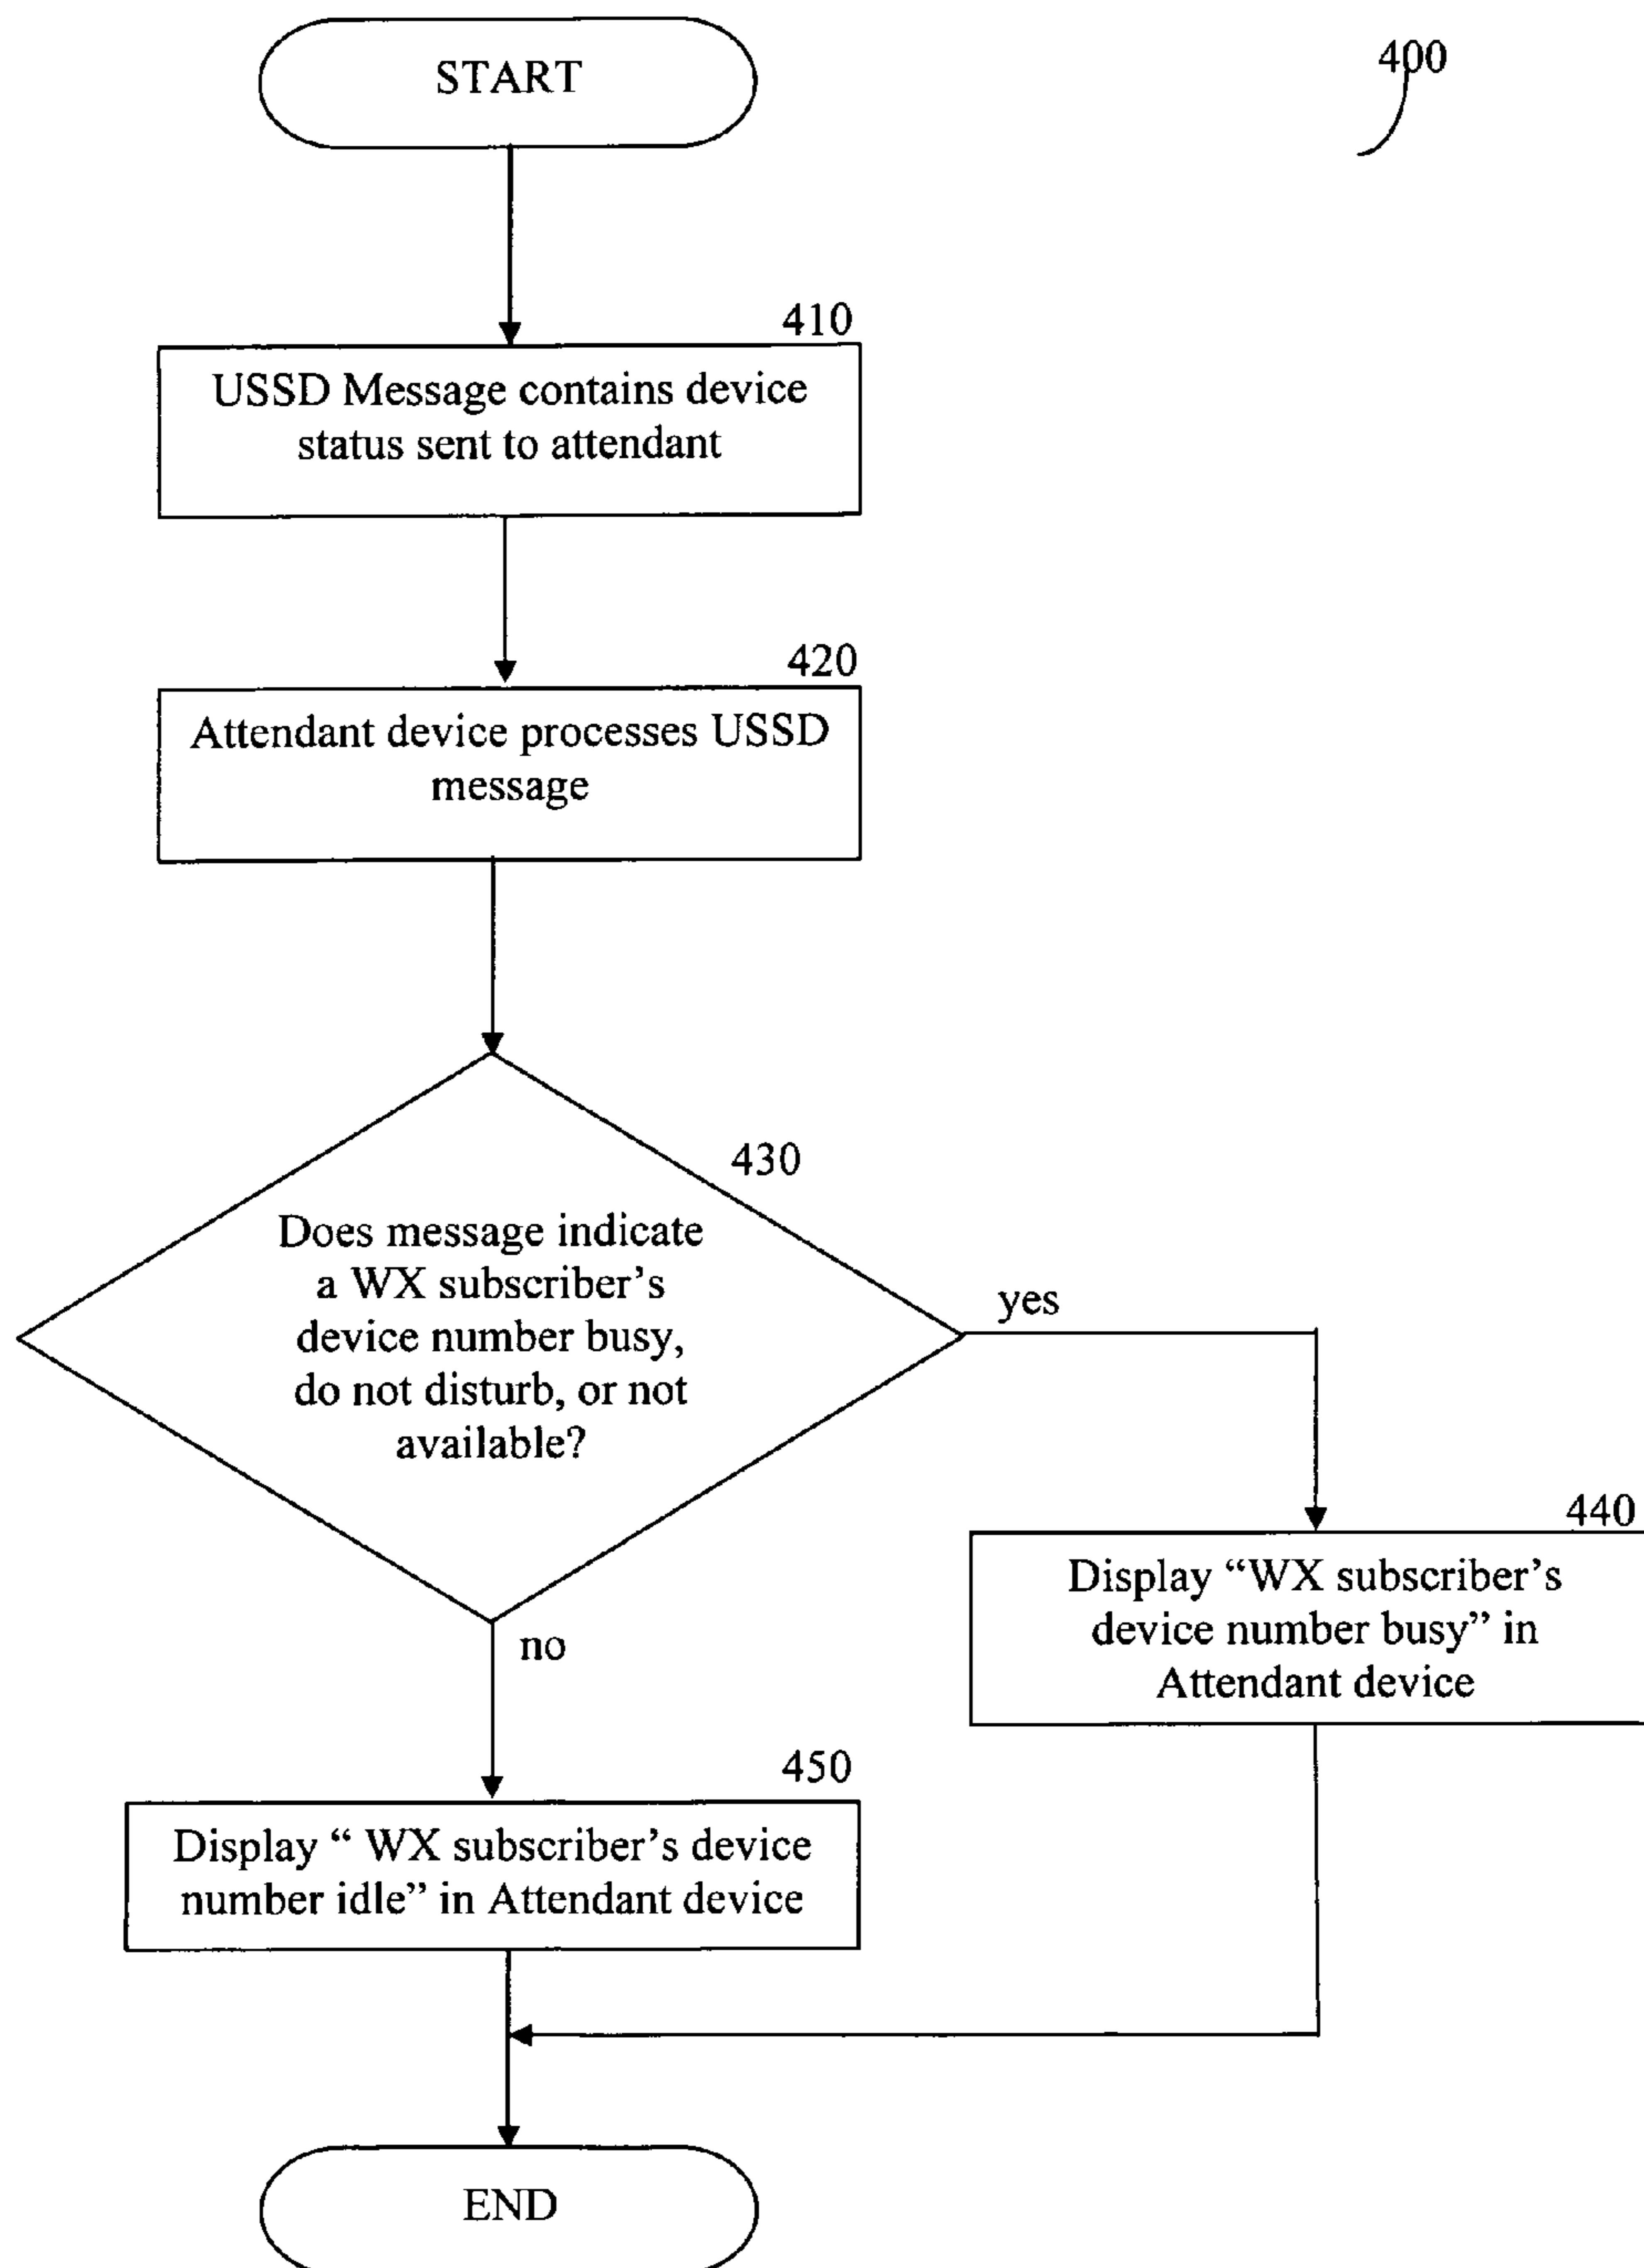 START
400
410
USSD Message contains device
status sent to attendant
420
Attendant device processes USSD
message
430
Does message indicate
a WX subscriber's
device number busy,
do not disturb, or not
available?
yes
440
Display “WX subscriber’s
device number busy” in
Attendant device
no
450
Display “ WX subscriber’s device
number idle” in Attendant device
END